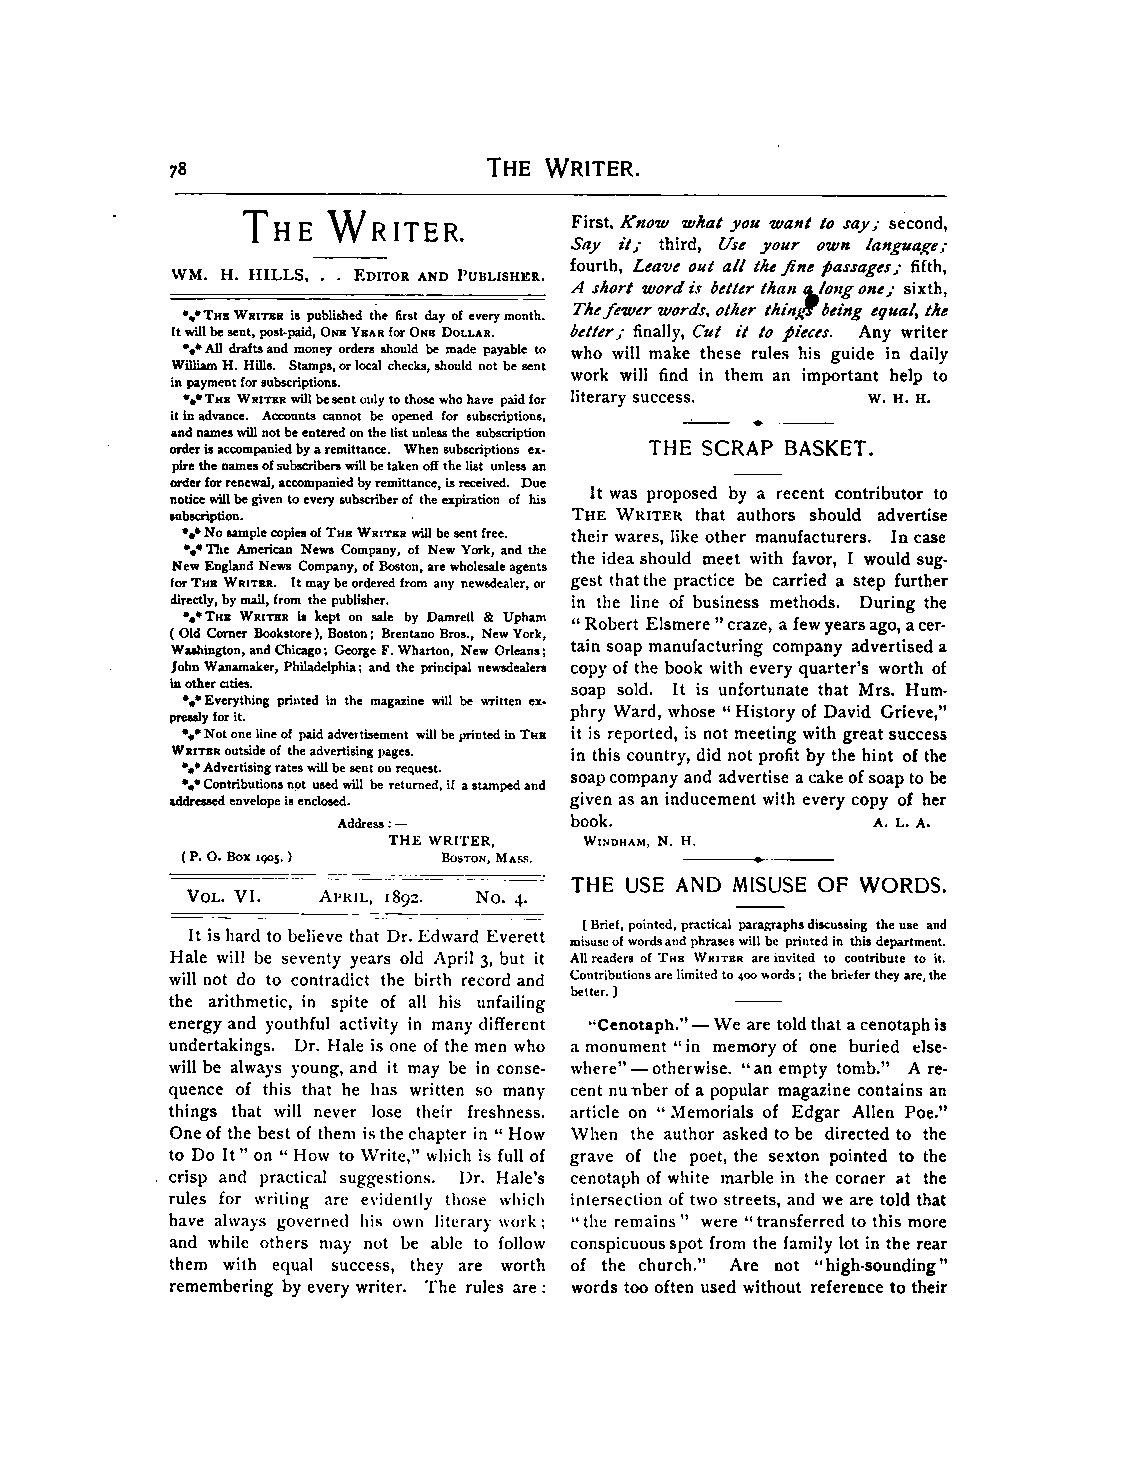 78
THE WRITER.
THE WRITER.
WM. H. HILLS, . . EDITOR AND PUBLISHER.
*⁎* THE WRITER is published the first day of every month.
It will be sent, post-paid, ONE YEAR for ONE DOLLAR.
*⁎* All drafts and money orders should be made payable to
William H. Hills. Stamps, or local checks, should not be sent
in payment for subscriptions.
*⁎* THE WRITER will be sent only to those who have paid for
it in advance. Accounts cannot be opened for subscriptions,
and names will not be entered on the list unless the subscription
order is accompanied by a remittance. When subscriptions ex-
pire the names of subscribers will be taken off the list unless an
order for renewal, accompanied by remittance, is received. Due
notice will be given to every subscriber of the expiration of his
subscription.
*⁎* No sample copies of THE WRITER will be sent free.
*⁎* The American News Company, of New York, and the
New England News Company, of Boston, are wholesale agents
for THE WRITER. It may be ordered from any newsdealer, or
directly, by mail, from the publisher.
*⁎* THE WRITER is kept on sale by Damrell & Upham
( Old Corner Bookstore ), Boston; Brentano Bros., New York,
Washington, and Chicago; George F. Wharton, New Orleans;
John Wanamaker, Philadelphia; and the principal newsdealers
in other cities.
*⁎* Everything printed in the magazine will be written ex-
pressly for it.
*⁎* Not one line of paid advertisement will be printed in THE
WRITER outside of the advertising pages.
*⁎* Advertising rates will be sent on request.
*⁎* Contributions not used will be returned, if a stamped and
addressed envelope is enclosed.
Address : —
THE WRITER,
( P. O. Box 1905. ) BOSTON, MASS.
VOL. VI. APRIL, 1892. No. 4.
It is hard to believe that Dr. Edward Everett
Hale will be seventy years old April 3, but it
will not do to contradict the birth record and
the arithmetic, in spite of all his unfailing
energy and youthful activity in many different
undertakings. Dr. Hale is one of the men who
will be always young, and it may be in conse-
quence of this that he has written so many
things that will never lose their freshness.
One of the best of them is the chapter in " How
to Do It " on " How to Write," which is full of
crisp and practical suggestions. Dr. Hale's
rules for writing are evidently those which
have always governed his own literary work ;
and while others may not be able to follow
them with equal success, they are worth
remembering by every writer. The rules are :
First, Know what you want to say ; second,
Say it ; third, Use your own language ;
fourth, Leave out all the fine passages ; fifth,
A short word is better than a long one ; sixth,
The fewer words, other things being equal, the
better ; finally, Cut it to pieces. Any writer
who will make these rules his guide in daily
work will find in them an important help to
literary success. W. H. H.
THE SCRAP BASKET.
It was proposed by a recent contributor to
THE WRITER that authors should advertise
their wares, like other manufacturers. In case
the idea should meet with favor, I would sug-
gest that the practice be carried a step further
in the line of business methods. During the
" Robert Elsmere " craze, a few years ago, a cer-
tain soap manufacturing company advertised a
copy of the book with every quarter's worth of
soap sold. It is unfortunate that Mrs. Hum-
phry Ward, whose " History of David Grieve,"
it is reported, is not meeting with great success
in this country, did not profit by the hint of the
soap company and advertise a cake of soap to be
given as an inducement with every copy of her
book. A. L. A.
WINDHAM, N. H.
THE USE AND MISUSE OF WORDS.
[ Brief, pointed, practical paragraphs discussing the use and
misuse of words and phrases will be printed in this department.
All readers of THE WRITER are invited to contribute to it.
Contributions are limited to 400 words ; the briefer they are, the
better. ]
"Cenotaph." — We are told that a cenotaph is
a monument "in memory of one buried else-
where" — otherwise. "an empty tomb." A re-
cent number of a popular magazine contains an
article on " Memorials of Edgar Allen Poe."
When the author asked to be directed to the
grave of the poet, the sexton pointed to the
cenotaph of white marble in the corner at the
intersection of two streets, and we are told that
" the remains " were " transferred to this more
conspicuous spot from the family lot in the rear
of the church." Are not "high-sounding"
words too often used without reference to their